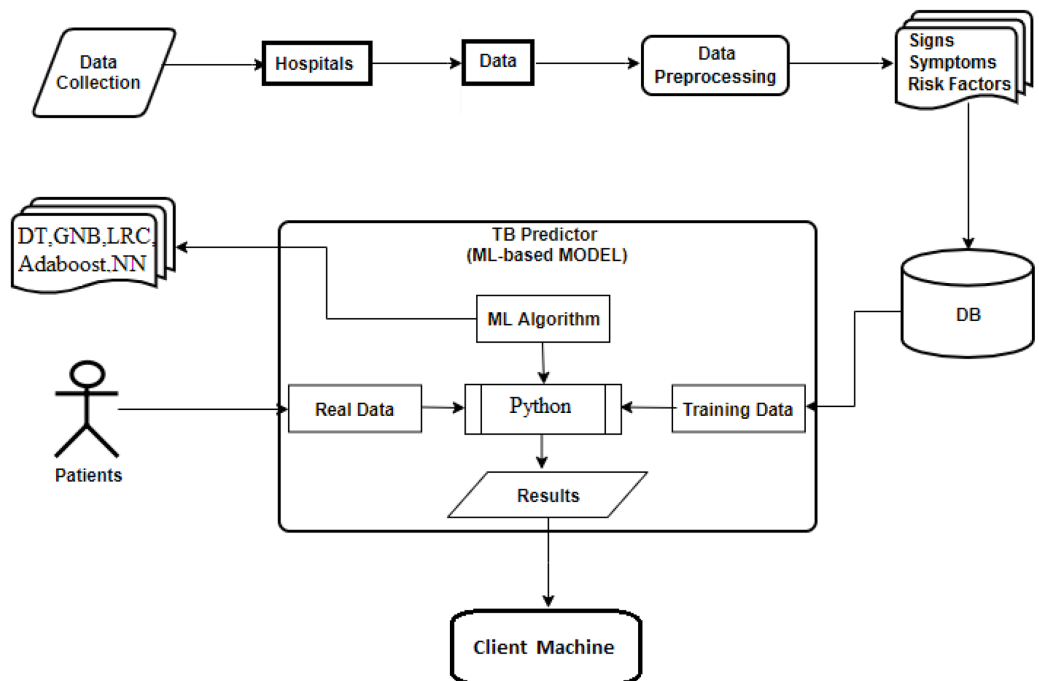 Data
Collection
Hospitals
Data
Data
Preprocessing
Signs
Symptoms
Risk Factors
DT,GNB,LRC,
Adaboost,NN
TB Predictor
(ML-based MODEL)
ML Algorithm
DB
Real Data
Python
Training Data
Patients
Results
Client Machine